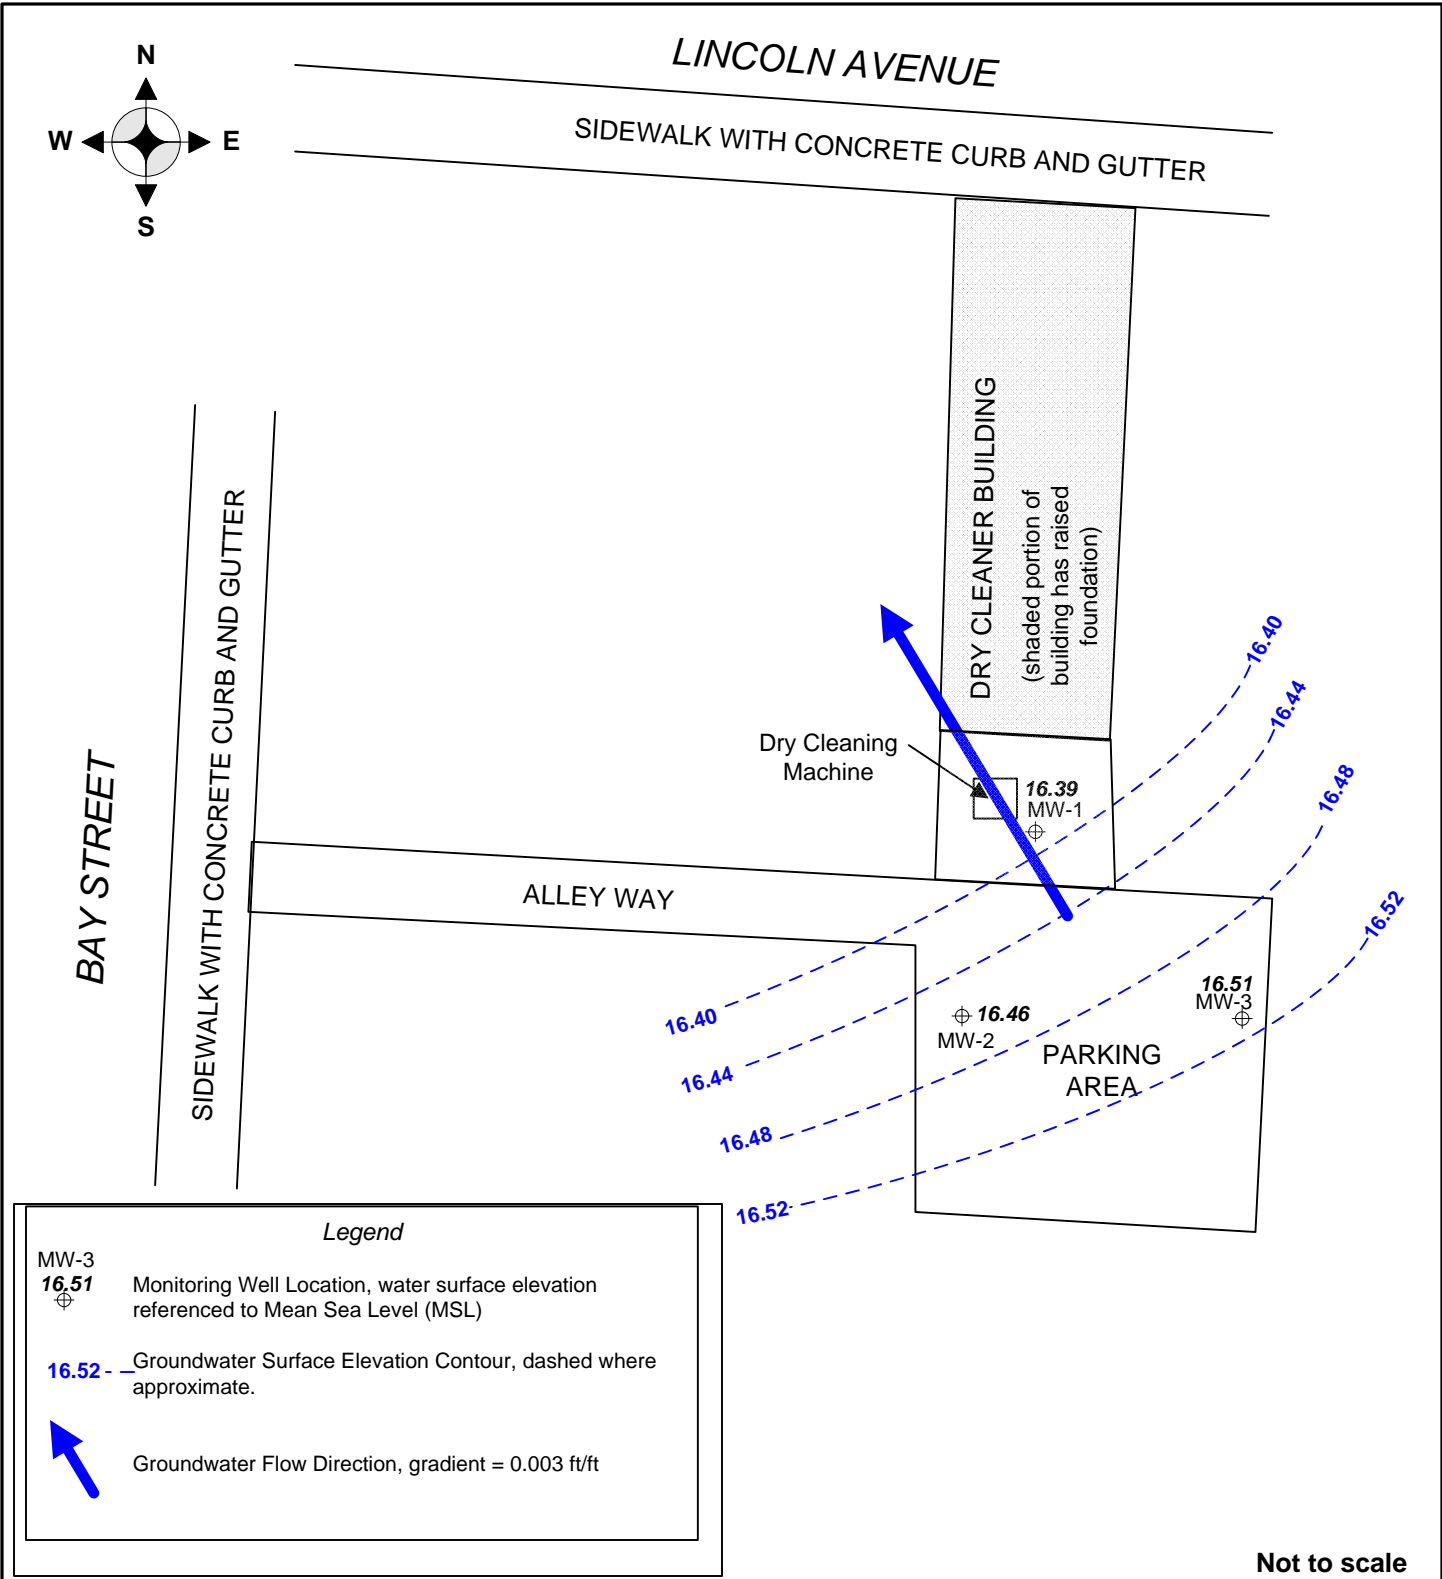 N
W
E
S
LINCOLN AVENUE
SIDEWALK WITH CONCRETE CURB AND GUTTER
DRY CLEANER BUILDING
(shaded portion of
building has raised
foundation)
SIDEWALK WITH CONCRETE CURB AND GUTTER
BAY STREET
Dry Cleaning
Machine
16.39
MW-1
16.40
16.44
16.48
16.52
ALLEY WAY
16.51
MW-3
16.46
MW-2
PARKING
AREA
16.40
16.44
16.48
16.52
Legend
MW-3
16.51
Monitoring Well Location, water surface elevation
referenced to Mean Sea Level (MSL)
16.52
Groundwater Surface Elevation Contour, dashed where
approximate.
Groundwater Flow Direction, gradient = 0.003 ft/ft
Not to scale